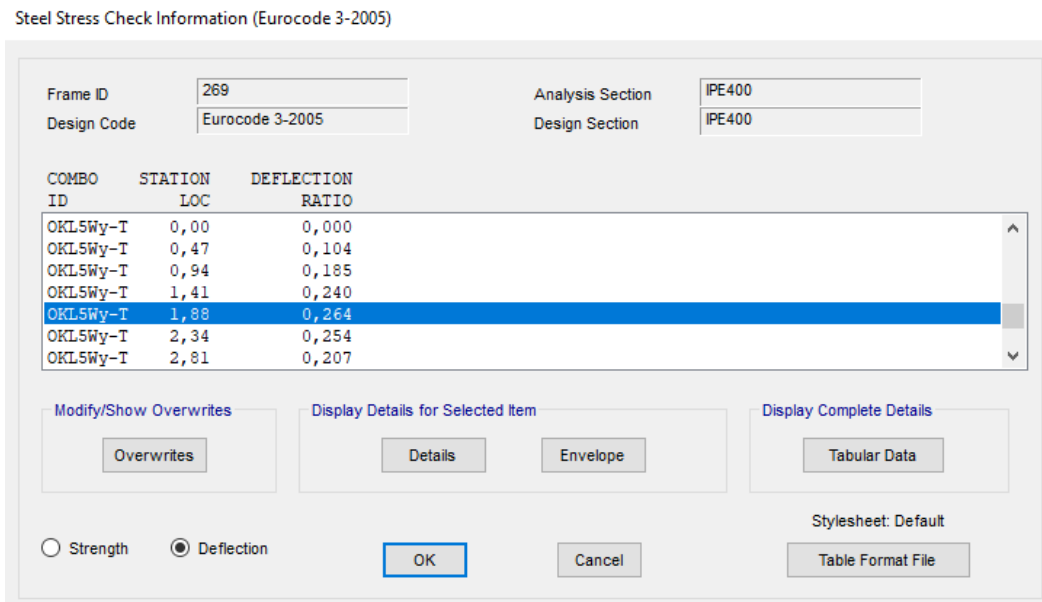 Steel Stress Check Information (Eurocode 3-2005)
Frame ID 269 Analysis Section IPE400
Design Code Eurocode 3-2005 Design Section IPE400
COMBO STATION DEFLECTION
ID LOC RATIO
OKL5Wy-T 0,00 0,000
OKL5Wy-T 0,47 0,104
OKL5Wy-T 0,94 0,185
OKL5Wy-T 1,41 0,240
OKL5Wy-T 1,88 0,264
OKL5Wy-T 2,34 0,254
OKL5Wy-T 2,81 0,207
Modify/Show Overwrites Display Details for Selected Item Display Complete Details
Overwrites Details Envelope Tabular Data
Stylesheet: Default
Strength Deflection OK Cancel Table Format File